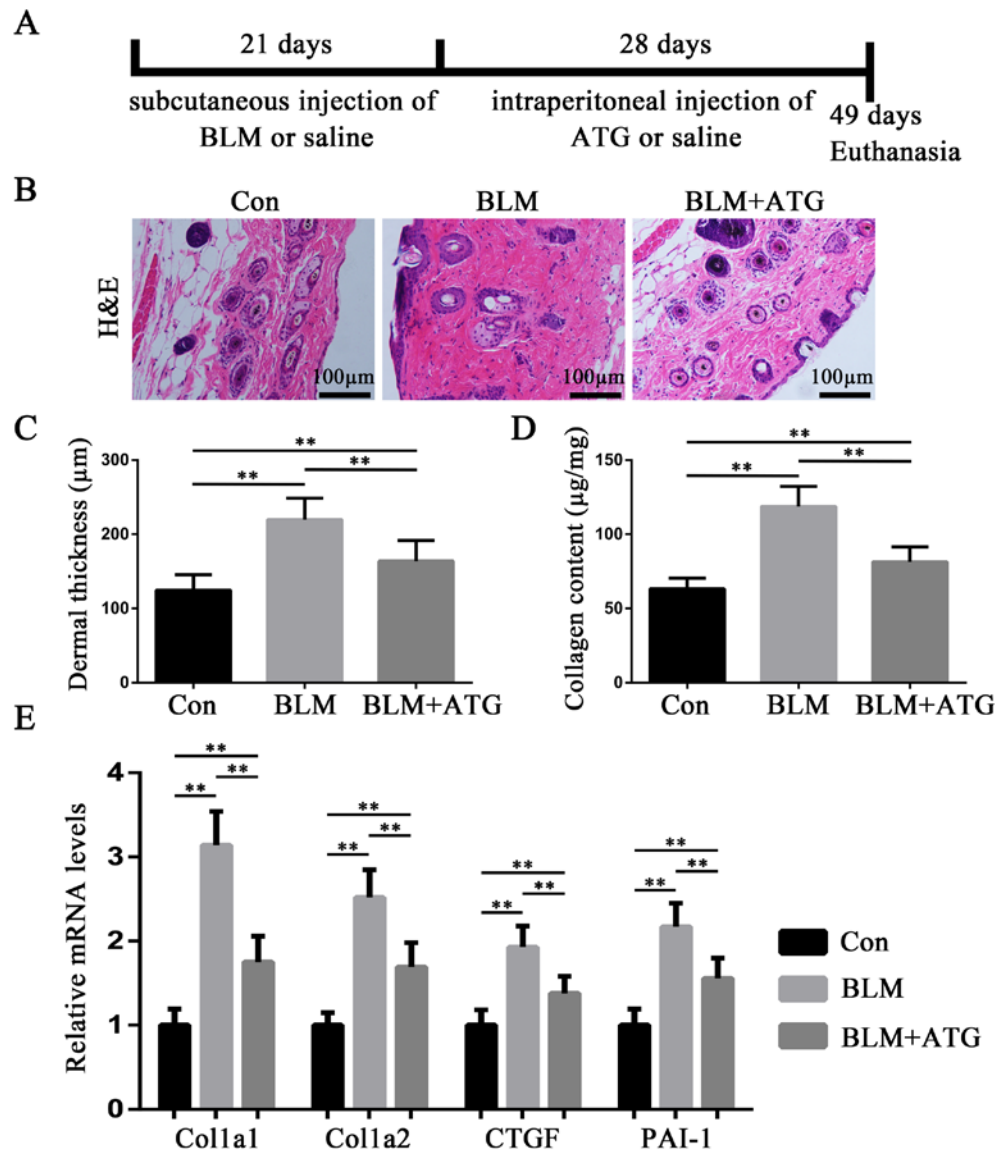 A
21 days
28 days
subcutaneous injection of
BLM or saline
intraperitoneal injection of
ATG or saline
49 days
Euthanasia
B
Con
BLM
BLM+ATG
H&E
100μm
100μm
100μm
C
Dermal thickness (μm)
300
200
100
0
**
**
**
Con
BLM
BLM+ATG
D
Collagen content (μg/mg)
150
100
50
0
**
**
**
Con
BLM
BLM+ATG
E
Relative mRNA levels
4
3
2
1
0
**
**
**
**
**
**
**
**
**
**
**
**
Col1a1
Col1a2
CTGF
PAI-1
Con
BLM
BLM+ATG